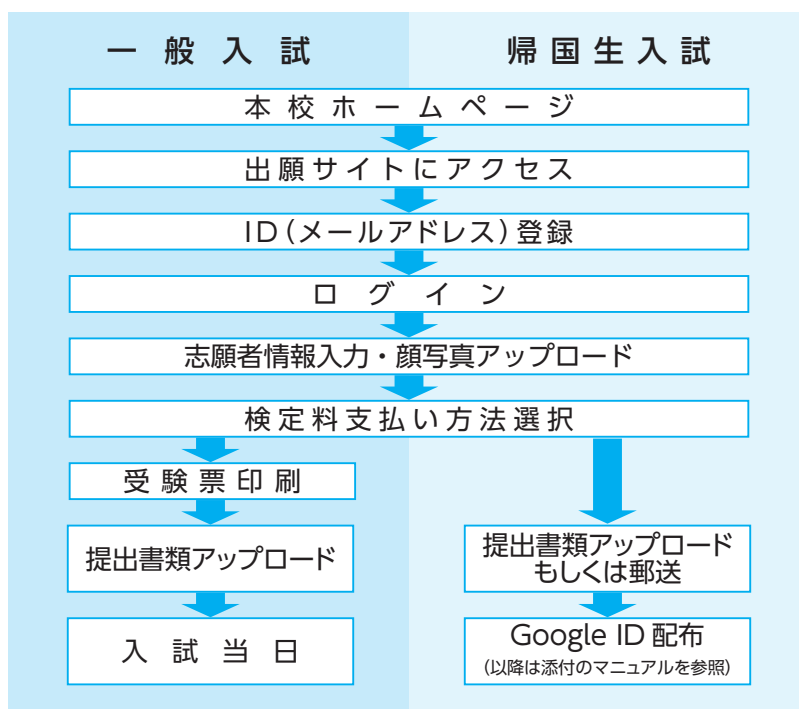 一般入試
帰国生入試
本校ホームページ
出願サイトにアクセス
ID（メールアドレス）登録
ログイン
志願者情報入力・顔写真アップロード
検定料支払い方法選択
受験票印刷
提出書類アップロード
入試当日
提出書類アップロード
もしくは郵送
Google ID 配布
（以降は添付のマニュアルを参照）